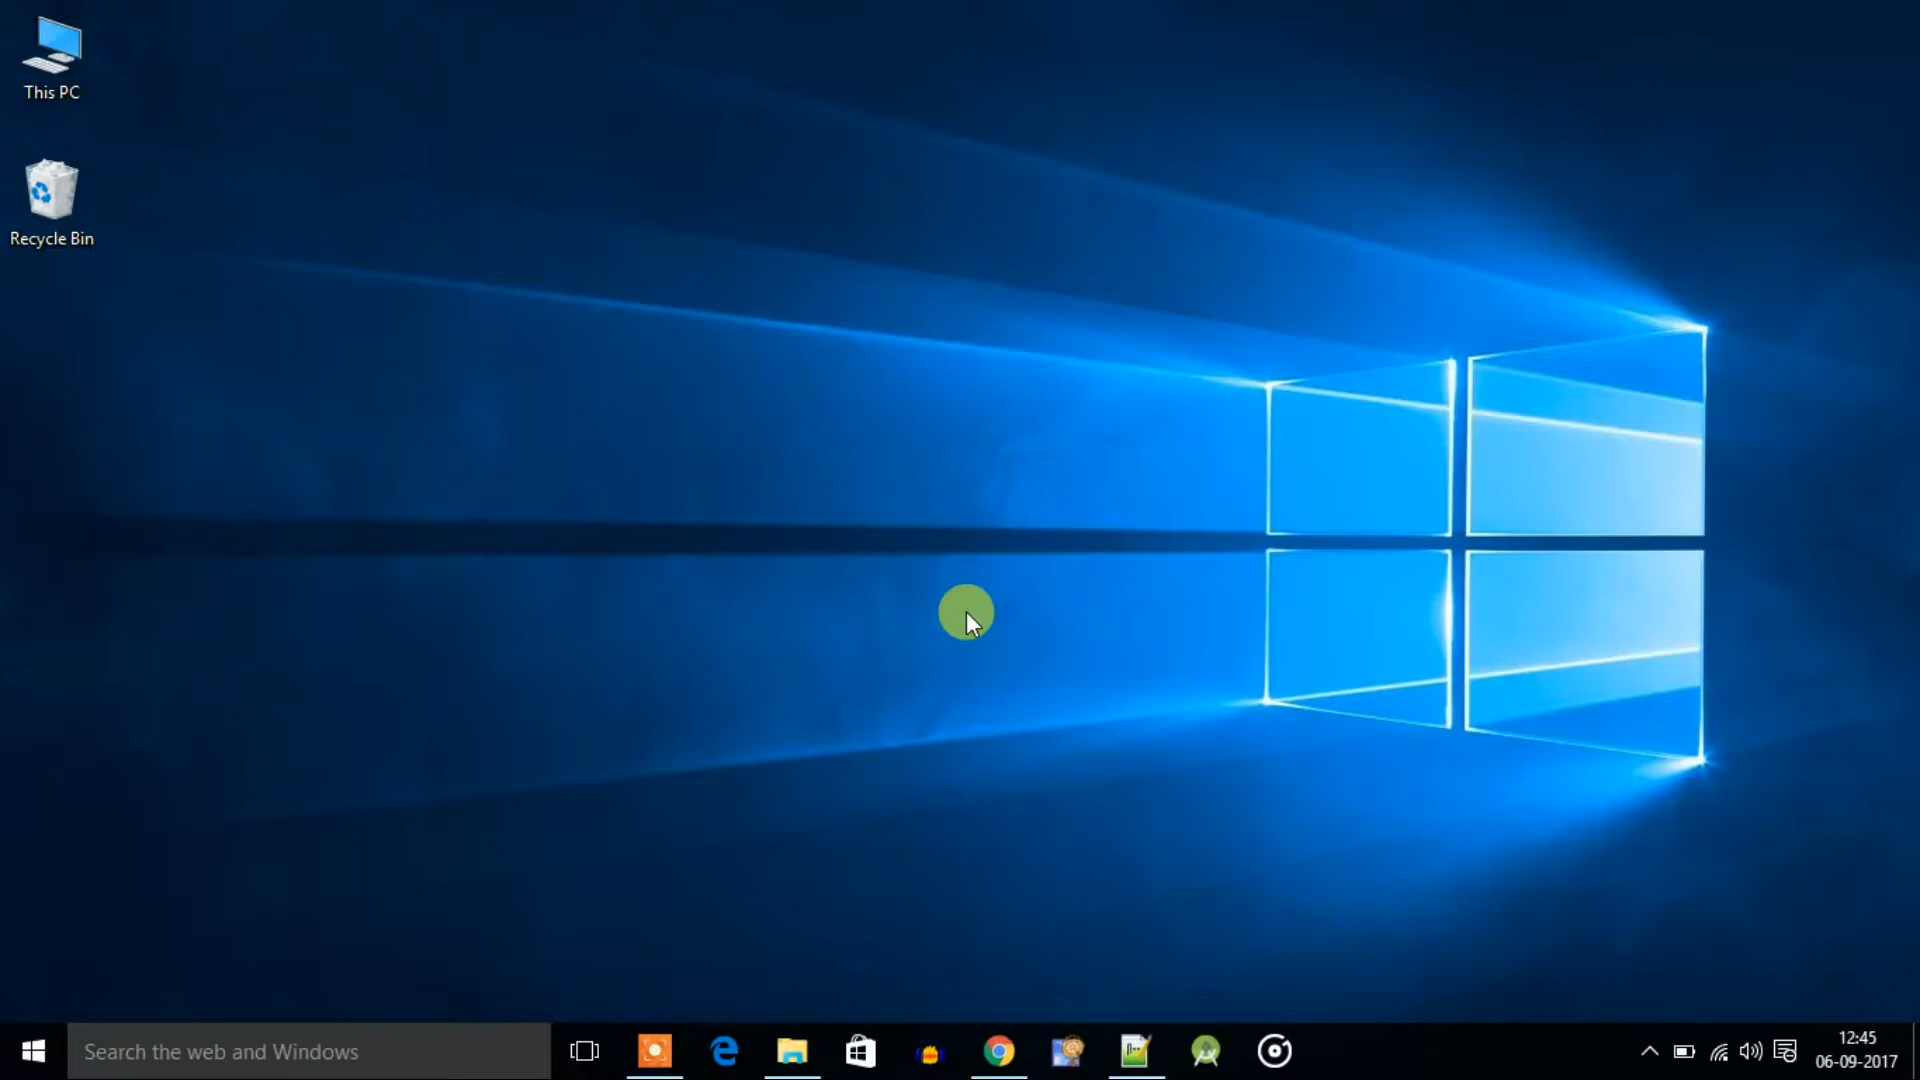 This PC
Recycle Bin
Search the web and Windows
12:45
06-09-2017